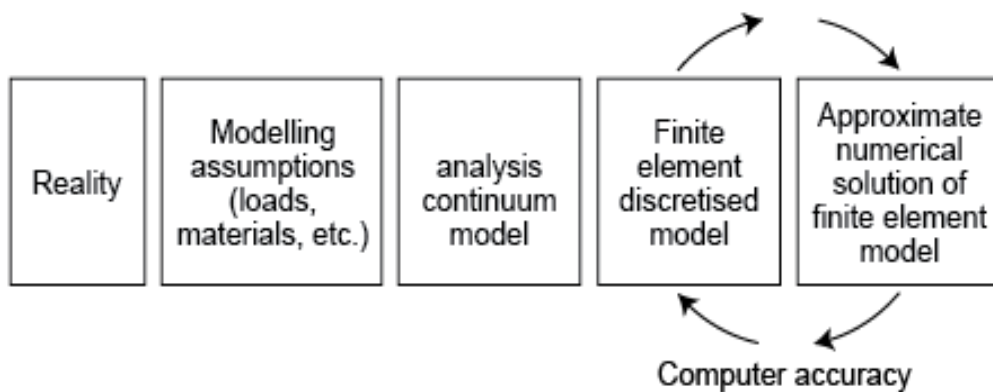 Reality
Modelling
assumptions
(loads,
materials, etc.)
analysis
continuum
model
Finite
element
discretised
model
Approximate
numerical
solution of
finite element
model
Computer accuracy